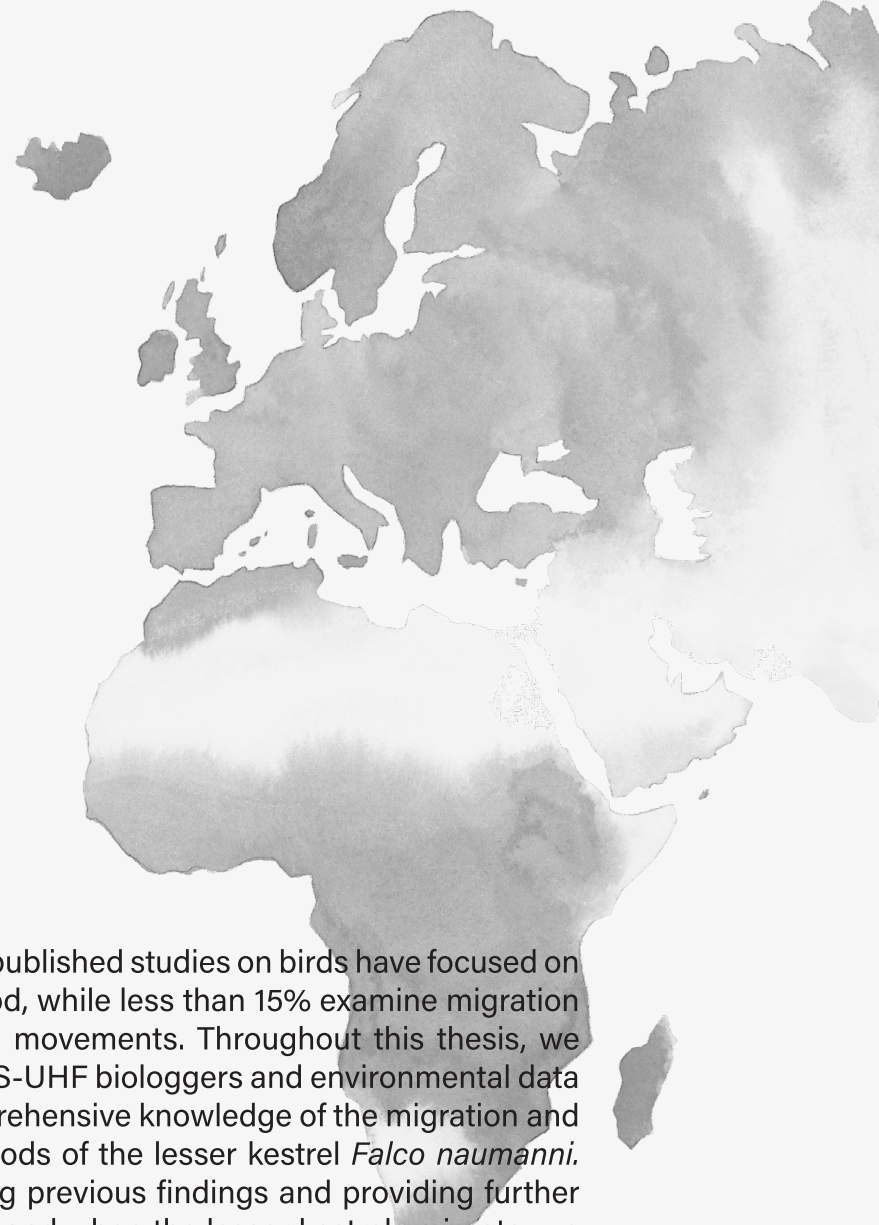 published studies on birds have focused on
od, while less than 15% examine migration
movements. Throughout this thesis, we
S-UHF biologgers and environmental data
rehensive knowledge of the migration and
ods of the lesser kestrel Falco naumanni.
g previous findings and providing further